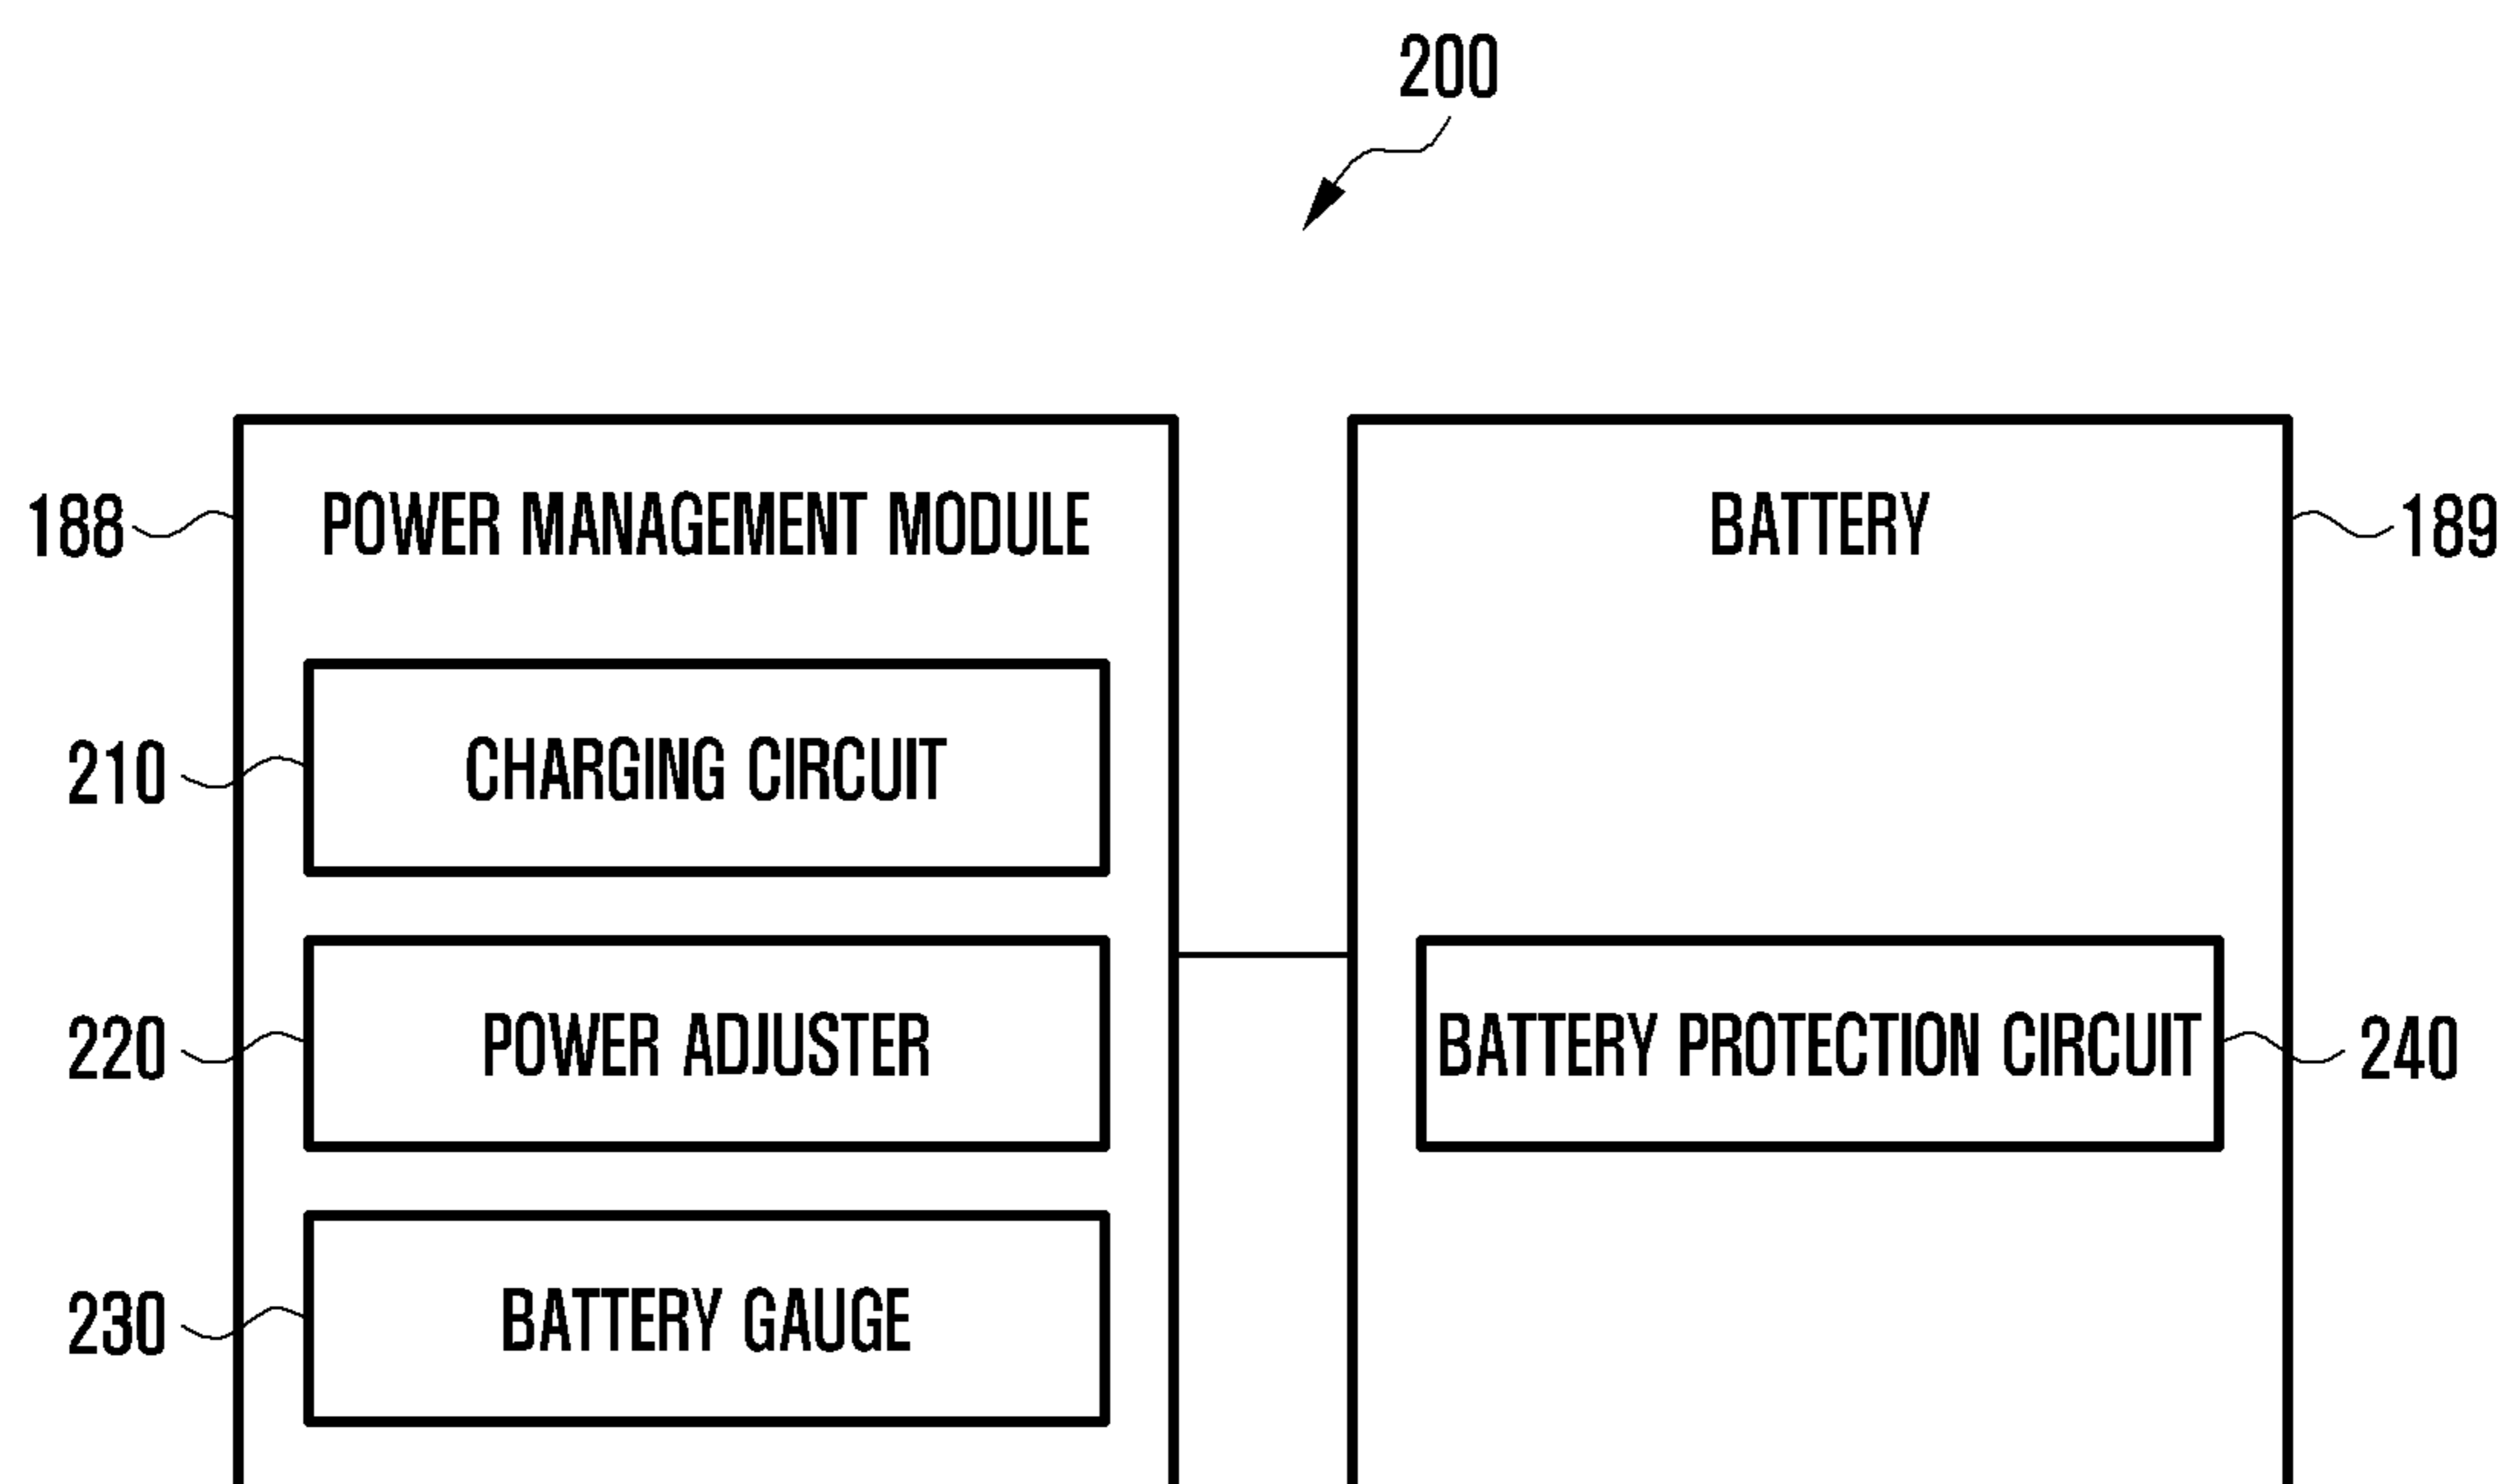 200
188
POWER MANAGEMENT MODULE
BATTERY
189
210
CHARGING CIRCUIT
220
POWER ADJUSTER
BATTERY PROTECTION CIRCUIT
240
230
BATTERY GAUGE